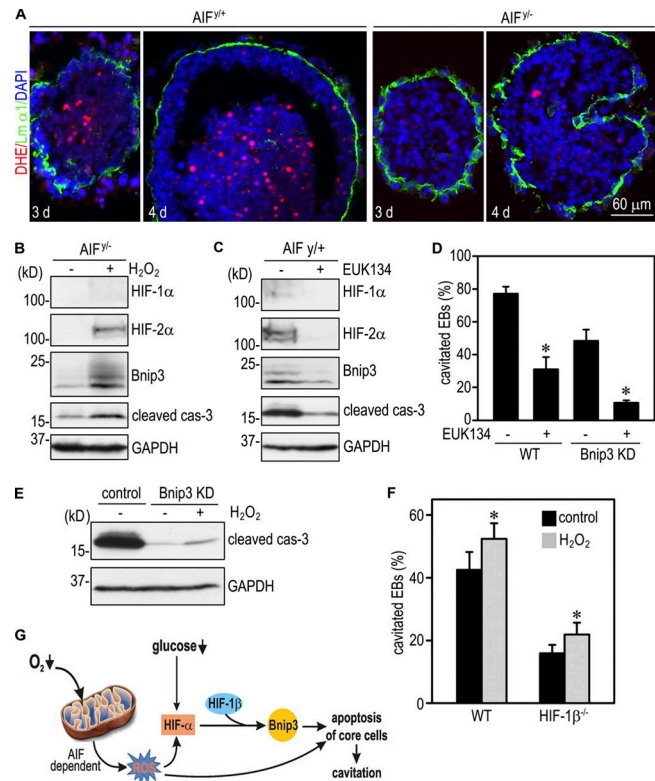 A
AIF y/+
AIF y/-
DHE/Lm α1/DAPI
3 d
4 d
3 d
4 d
60 μm
B
AIF y/-
(kD)
- + H2O2
100- HIF-1α
100- HIF-2α
25-
Bnip3
15- cleaved cas-3
37- GAPDH
C
AIF y/+
(kD)
- + EUK134
100- HIF-1α
100- HIF-2α
25-
Bnip3
15- cleaved cas-3
37- GAPDH
D
cavitated EBs (%)
100
80
60
40
20
0
* *
EUK134 - + - +
WT Bnip3 KD
E
control Bnip3 KD
(kD)
- - + H2O2
15- cleaved cas-3
37- GAPDH
F
cavitated EBs (%)
60
40
20
0
control
H2O2
* *
WT HIF-1β-/-
G
O2
glucose
AIF
dependent
ROS
HIF-α
HIF-1β
Bnip3
apoptosis
of core cells
cavitation